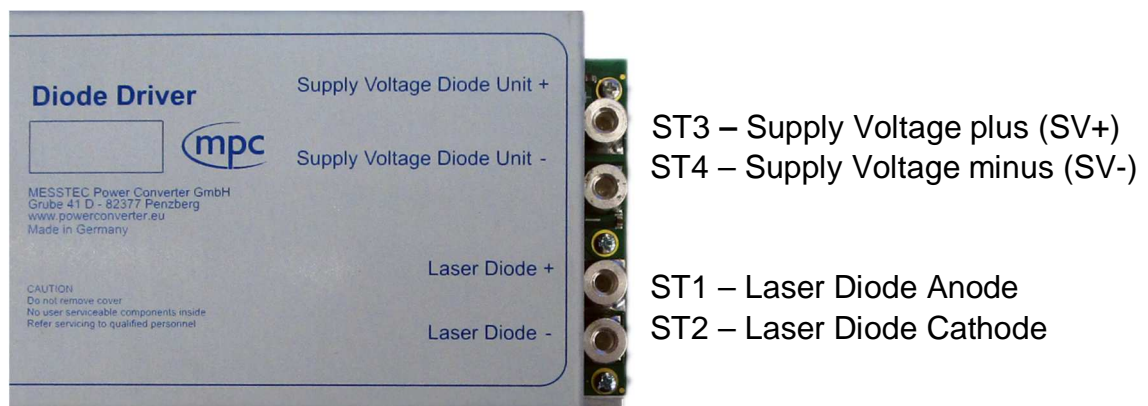 Supply Voltage Diode Unit +
Diode Driver
mpc
Supply Voltage Diode Unit -
MESSTEC Power Converter GmbH
Grube 41 D - 82377 Penzberg
www.powerconverter.eu
Made in Germany
Laser Diode +
CAUTION
Do not remove cover
No user serviceable components inside
Refer servicing to qualified personnel
Laser Diode -
ST3 – Supply Voltage plus (SV+)
ST4 – Supply Voltage minus (SV-)
ST1 – Laser Diode Anode
ST2 – Laser Diode Cathode